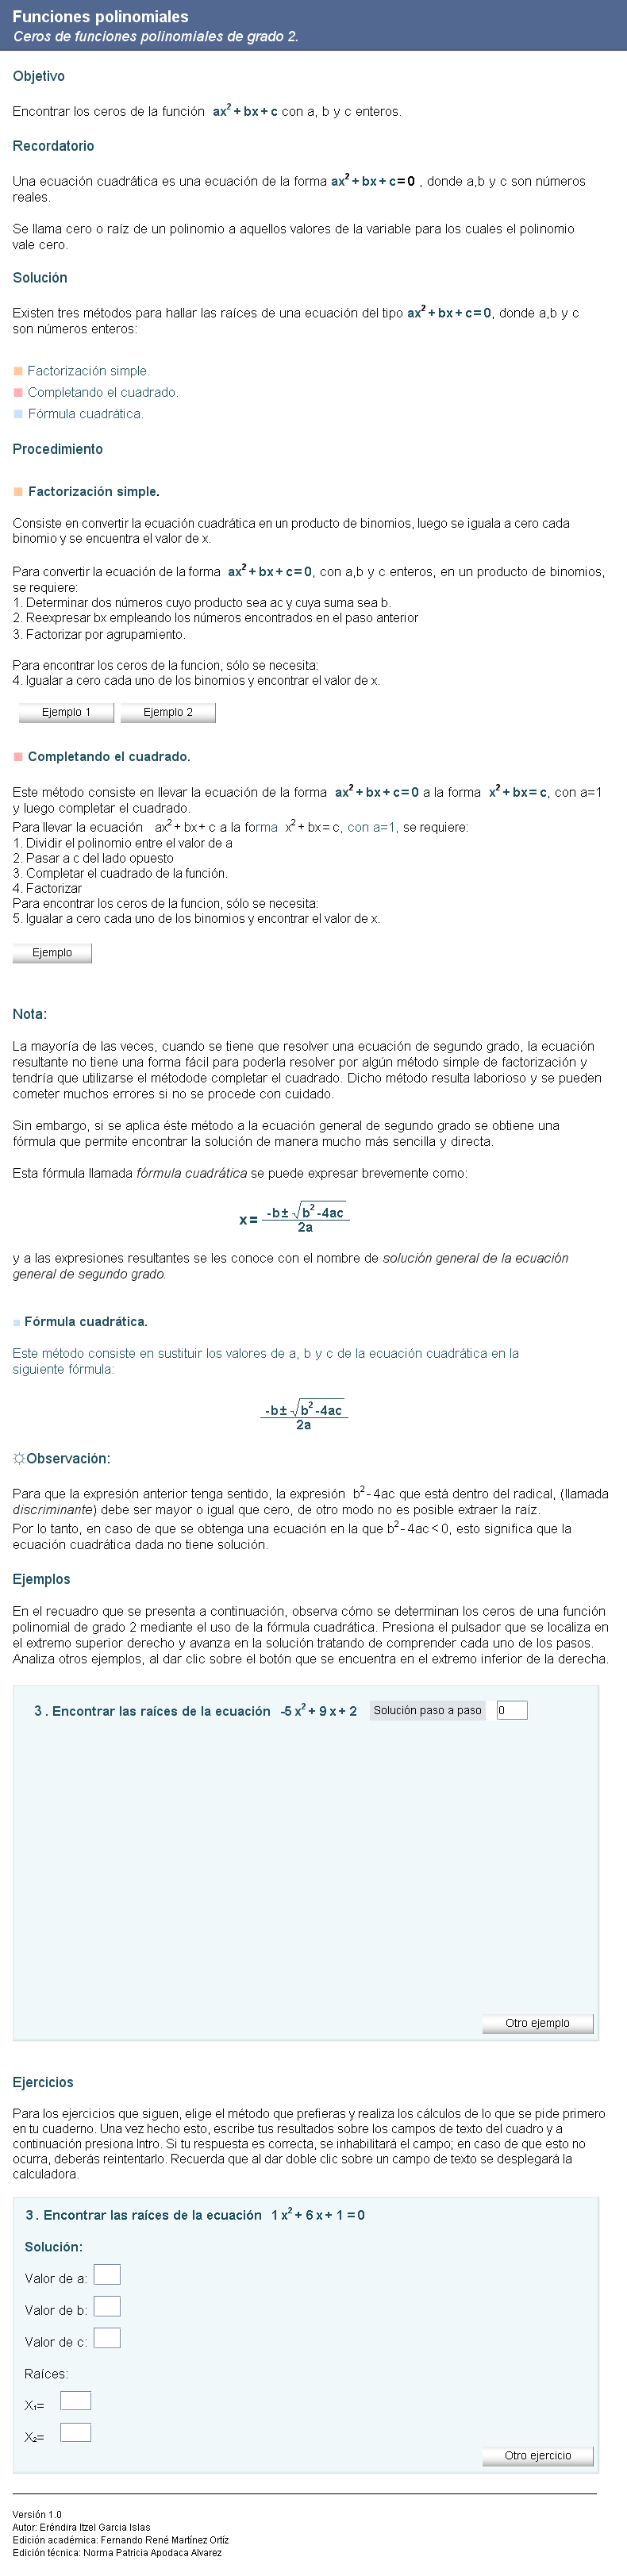 Funciones polinomiales
Ceros de funciones polinomiales de grado 2.
Objetivo
Encontrar los ceros de la función ax²+bx+c con a, b y c enteros.
Recordatorio
Una ecuación cuadrática es una ecuación de la forma ax²+bx+c=0 , donde a,b y c son números
reales.
Se llama cero o raíz de un polinomio a aquellos valores de la variable para los cuales el polinomio
vale cero.
Solución
Existen tres métodos para hallar las raíces de una ecuación del tipo ax²+bx+c=0, donde a,b y c
son números enteros:
Factorización simple.
Completando el cuadrado.
Fórmula cuadrática.
Procedimiento
Factorización simple.
Consiste en convertir la ecuación cuadrática en un producto de binomios, luego se iguala a cero cada
binomio y se encuentra el valor de x.
Para convertir la ecuación de la forma ax²+bx+c=0, con a,b y c enteros, en un producto de binomios,
se requiere:
1. Determinar dos números cuyo producto sea ac y cuya suma sea b.
2. Reexpresar bx empleando los números encontrados en el paso anterior
3. Factorizar por agrupamiento.
Para encontrar los ceros de la funcion, sólo se necesita:
4. Igualar a cero cada uno de los binomios y encontrar el valor de x.
Ejemplo 1 Ejemplo 2
Completando el cuadrado.
Este método consiste en llevar la ecuación de la forma ax²+bx+c=0 a la forma x²+bx=c, con a=1
y luego completar el cuadrado.
Para llevar la ecuación ax²+bx+c a la forma x²+bx=c, con a=1, se requiere:
1. Dividir el polinomio entre el valor de a
2. Pasar a c del lado opuesto
3. Completar el cuadrado de la función.
4. Factorizar
Para encontrar los ceros de la funcion, sólo se necesita:
5. Igualar a cero cada uno de los binomios y encontrar el valor de x.
Ejemplo
Nota:
La mayoría de las veces, cuando se tiene que resolver una ecuación de segundo grado, la ecuación
resultante no tiene una forma fácil para poderla resolver por algún método simple de factorización y
tendría que utilizarse el métodode completar el cuadrado. Dicho método resulta laborioso y se pueden
cometer muchos errores si no se procede con cuidado.
Sin embargo, si se aplica éste método a la ecuación general de segundo grado se obtiene una
fórmula que permite encontrar la solución de manera mucho más sencilla y directa.
Esta fórmula llamada fórmula cuadrática se puede expresar brevemente como:
x = -b±√b²-4ac
2a
y a las expresiones resultantes se les conoce con el nombre de solución general de la ecuación
general de segundo grado.
Fórmula cuadrática.
Este método consiste en sustituir los valores de a, b y c de la ecuación cuadrática en la
siguiente fórmula:
-b±√b²-4ac
2a
Observación:
Para que la expresión anterior tenga sentido, la expresión b²-4ac que está dentro del radical, (llamada
discriminante) debe ser mayor o igual que cero, de otro modo no es posible extraer la raíz.
Por lo tanto, en caso de que se obtenga una ecuación en la que b²-4ac<0, esto significa que la
ecuación cuadrática dada no tiene solución.
Ejemplos
En el recuadro que se presenta a continuación, observa cómo se determinan los ceros de una función
polinomial de grado 2 mediante el uso de la fórmula cuadrática. Presiona el pulsador que se localiza en
el extremo superior derecho y avanza en la solución tratando de comprender cada uno de los pasos.
Analiza otros ejemplos, al dar clic sobre el botón que se encuentra en el extremo inferior de la derecha.
3 . Encontrar las raíces de la ecuación -5x²+9x+2 Solución paso a paso 0
Otro ejemplo
Ejercicios
Para los ejercicios que siguen, elige el método que prefieras y realiza los cálculos de lo que se pide primero
en tu cuaderno. Una vez hecho esto, escribe tus resultados sobre los campos de texto del cuadro y a
continuación presiona Intro. Si tu respuesta es correcta, se inhabilitará el campo; en caso de que esto no
ocurra, deberás reintentarlo. Recuerda que al dar doble clic sobre un campo de texto se desplegará la
calculadora.
3 . Encontrar las raíces de la ecuación 1x²+6x+1=0
Solución:
Valor de a:
Valor de b:
Valor de c:
Raíces:
X₁=
X₂=
Otro ejercicio
Versión 1.0
Autor: Eréndira Itzel Garcia Islas
Edición académica: Fernando René Martínez Ortíz
Edición técnica: Norma Patricia Apodaca Alvarez